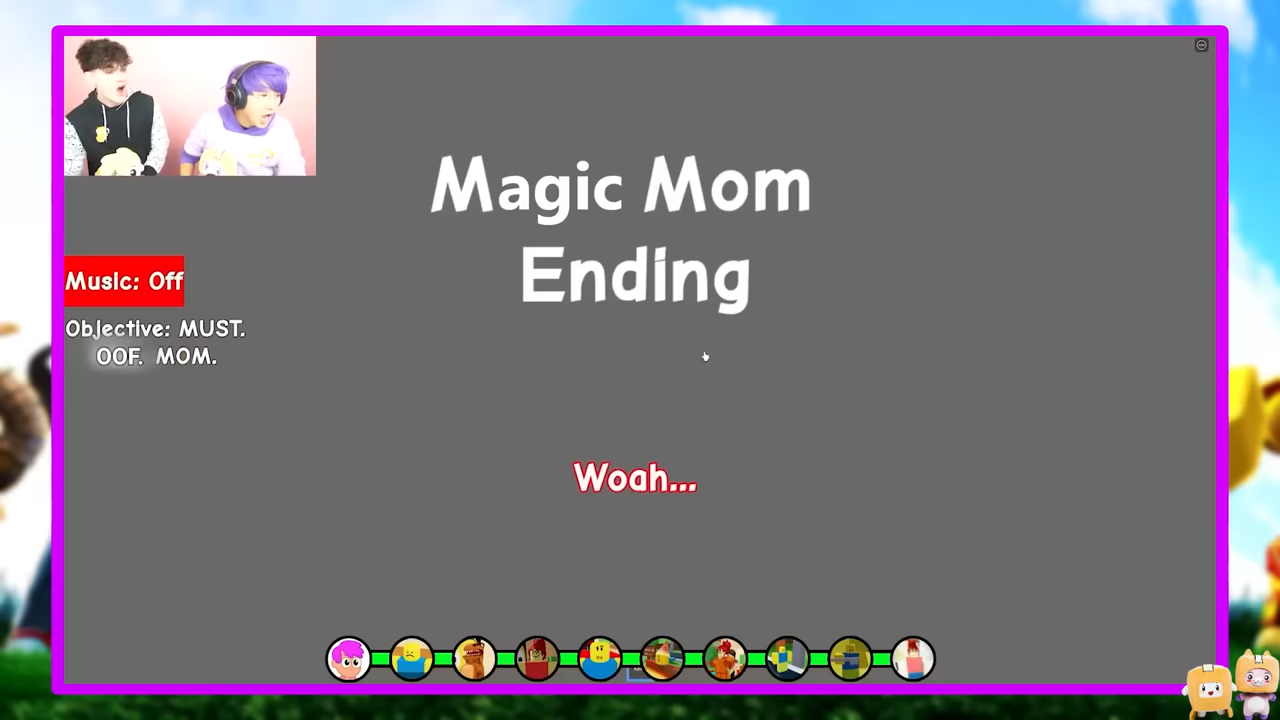 Magic Mom
Ending
Music: Off
Objective: MUST.
OOF. MOM.
Woah...